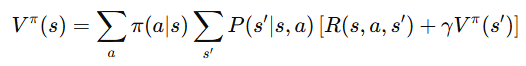 V^π(s) = ∑_a π(a|s) ∑_{s'} P(s'|s, a) [R(s, a, s') + γV^π(s')]